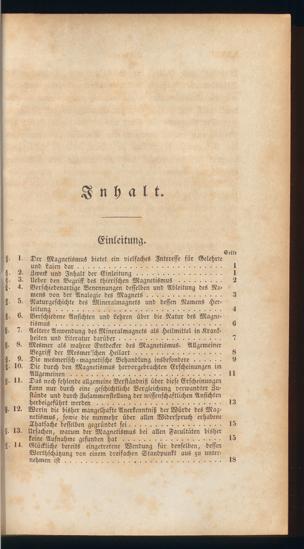 Inhalt.
Einleitung.
Seite
§. 1. Der Magnetismus bietet ein vielfaches Interesse für Gelehrte
und Laien dar 1
§. 2. Zweck und Inhalt der Einleitung 1
§. 3. Ueber den Begriff des thierischen Magnetismus 2
§. 4. Verschiedenartige Benennungen desselben und Ableitung des Na-
mens von der Analogie des Magnets 3
§. 5. Naturgeschichte des Mineralmagnets und dessen Namens Her-
leitung 4
§. 6. Verschiedene Ansichten und Lehren über die Natur des Magne-
tismus 6
§. 7. Aeltere Anwendung des Mineralmagnets als Heilmittel in Krank-
heiten und Literatur darüber 7
§. 8. Mesmer als wahrer Entdecker des Magnetismus. Allgemeiner
Begriff der Mesmer'schen Heilart 8
§. 9. Die mesmerisch-magnetische Behandlung insbesondere 9
§. 10. Die durch den Magnetismus hervorgebrachten Erscheinungen im
Allgemeinen 11
§. 11. Das noch fehlende allgemeine Verständniß über diese Erscheinungen
kann nur durch eine geschichtliche Vergleichung verwandter Zu-
stände und durch Zusammenstellung der wissenschaftlichen Ansichten
herbeigeführt werden 13
§. 12. Worin die bisher mangelhafte Anerkenntniß der Würde des Mag-
netismus, sowie die nunmehr über allen Widerspruch erhabene
Thatsache desselben gegründet sei 15
§. 13. Ursachen, warum der Magnetismus bei allen Facultäten bisher
keine Aufnahme gefunden hat 15
§. 14. Glücklich bereits eingetretene Wendung für denselben, dessen
Werthschätzung von einem dreifachen Standpunkt aus zu unter-
nehmen ist 18